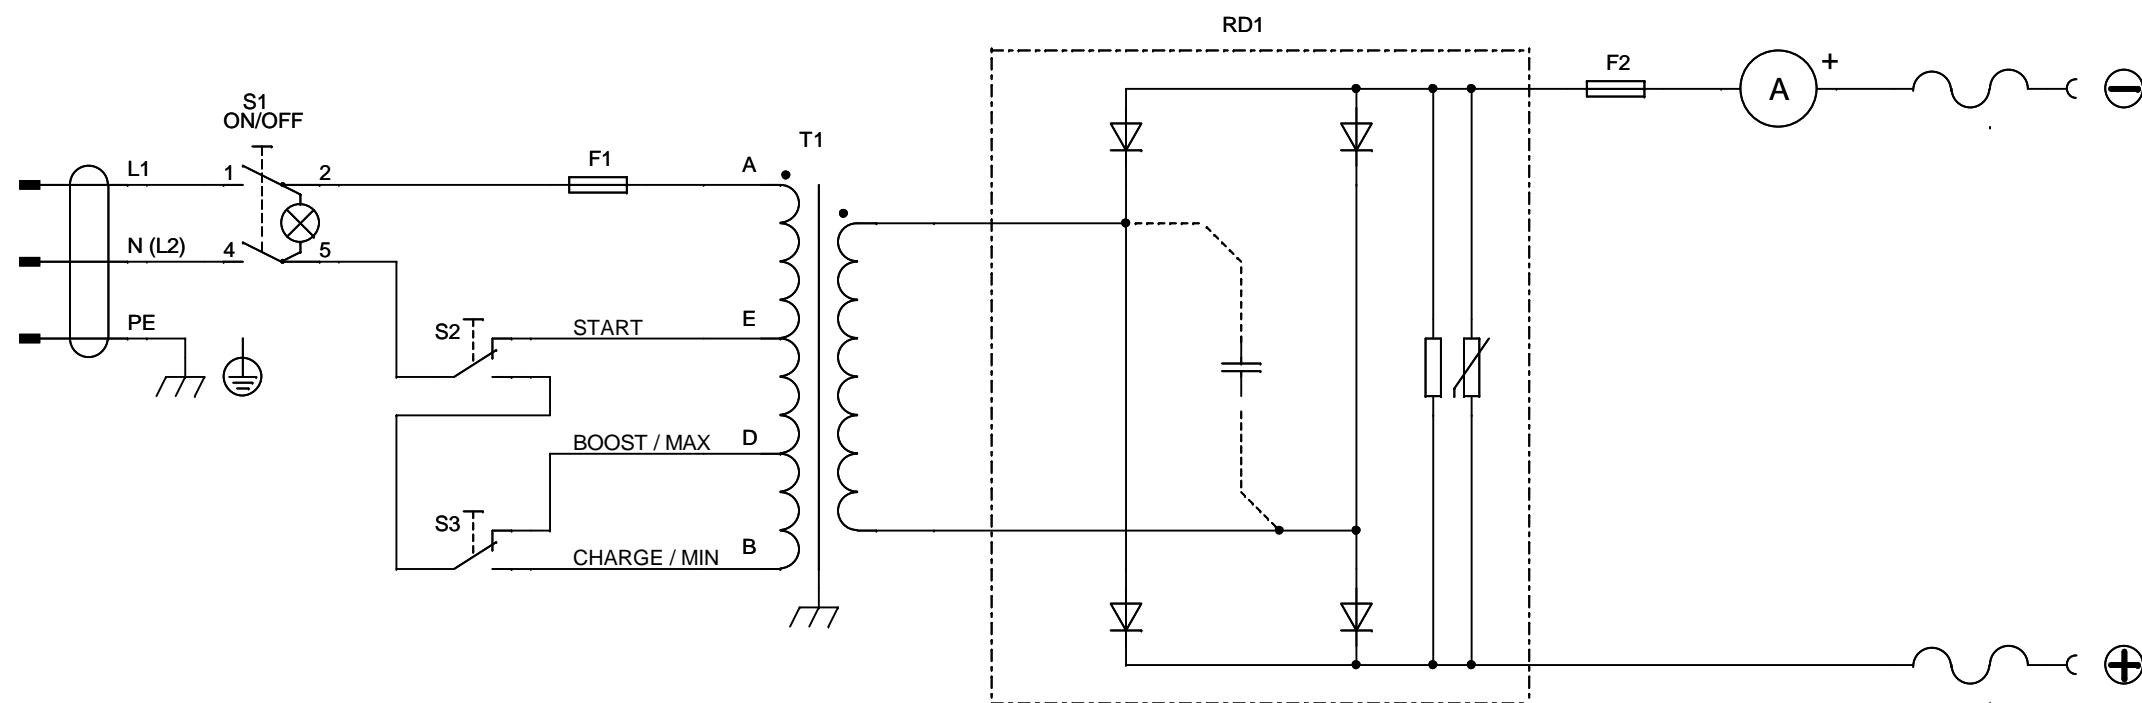 RD1
F2
+
A
S1
ON/OFF
T1
L1
1
2
F1
A
N (L2)
4
5
PE
S2
START
E
BOOST / MAX
D
S3
CHARGE / MIN
B